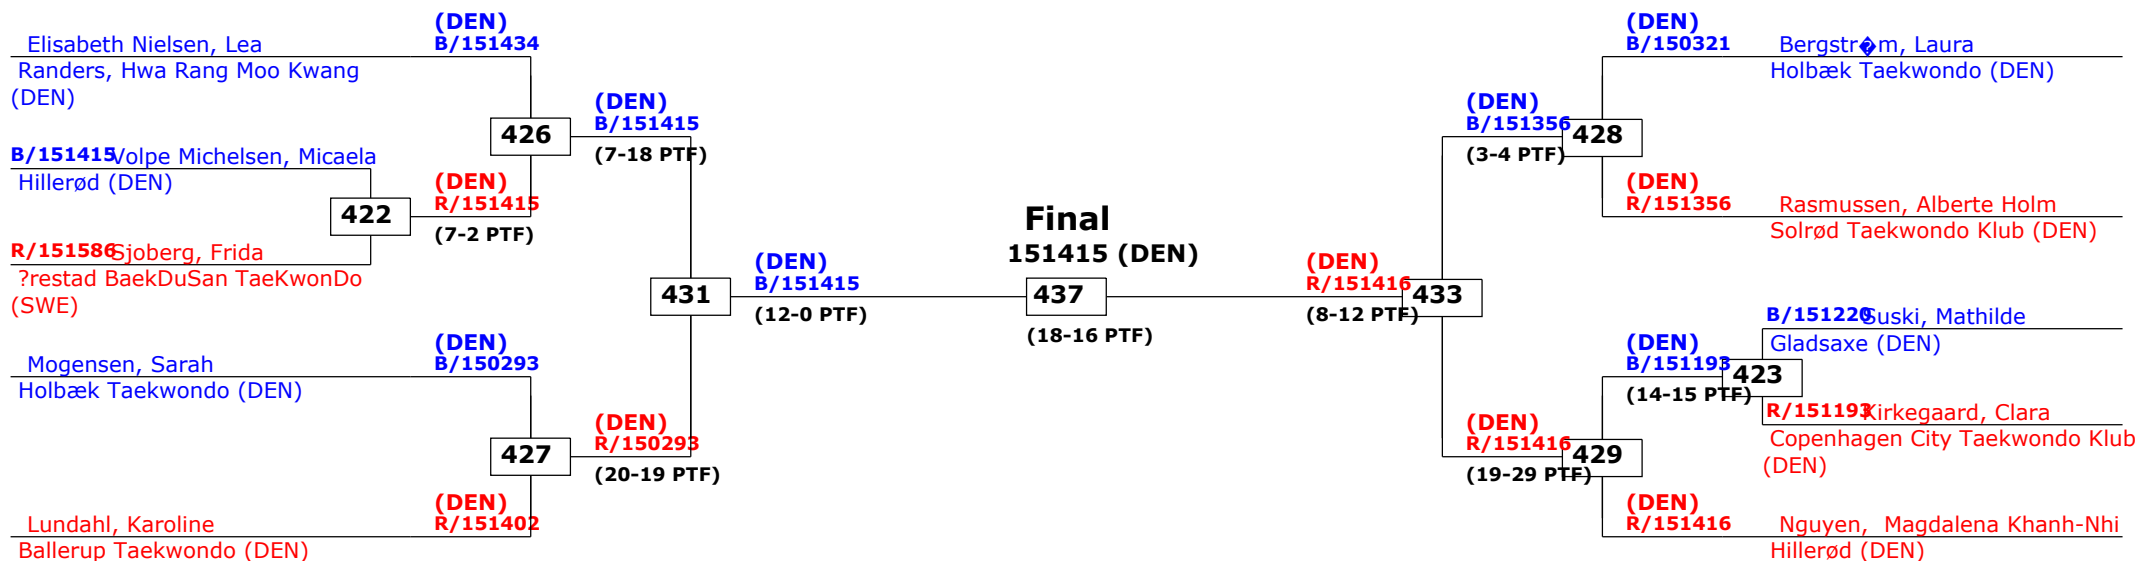 (DEN)
B/151434
Elisabeth Nielsen, Lea
Randers, Hwa Rang Moo Kwang
(DEN)
(DEN)
B/151415
426
(7-18 PTF)
B/151415
Volpe Michelsen, Micaela
Hillerød (DEN)
(DEN)
R/151415
422
(7-2 PTF)
R/151586
Sjoberg, Frida
?restad BaekDuSan TaeKwonDo
(SWE)
(DEN)
B/151415
431
(12-0 PTF)
(DEN)
B/150293
Mogensen, Sarah
Holbæk Taekwondo (DEN)
(DEN)
R/150293
427
(20-19 PTF)
(DEN)
R/151402
Lundahl, Karoline
Ballerup Taekwondo (DEN)
Final
151415 (DEN)
437
(18-16 PTF)
(DEN)
B/150321
Bergstr�m, Laura
Holbæk Taekwondo (DEN)
(DEN)
B/151356
428
(3-4 PTF)
(DEN)
R/151356
Rasmussen, Alberte Holm
Solrød Taekwondo Klub (DEN)
(DEN)
R/151416
433
(8-12 PTF)
B/151220
Suski, Mathilde
Gladsaxe (DEN)
(DEN)
B/151193
423
(14-15 PTF)
R/151193
Kirkegaard, Clara
Copenhagen City Taekwondo Klub
(DEN)
(DEN)
R/151416
429
(19-29 PTF)
(DEN)
R/151416
Nguyen,  Magdalena Khanh-Nhi
Hillerød (DEN)